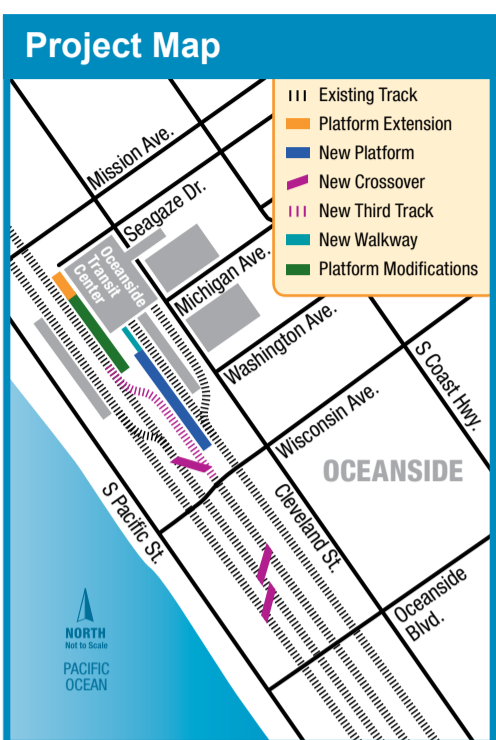 Project Map
Existing Track
Platform Extension
New Platform
New Crossover
New Third Track
New Walkway
Platform Modifications
Mission Ave.
Seagaze Dr.
Oceanside
Transit
Center
Michigan Ave.
Washington Ave.
S Coast Hwy.
Wisconsin Ave.
OCEANSIDE
S Pacific St.
Cleveland St.
Oceanside
Blvd.
NORTH
Not to Scale
PACIFIC
OCEAN